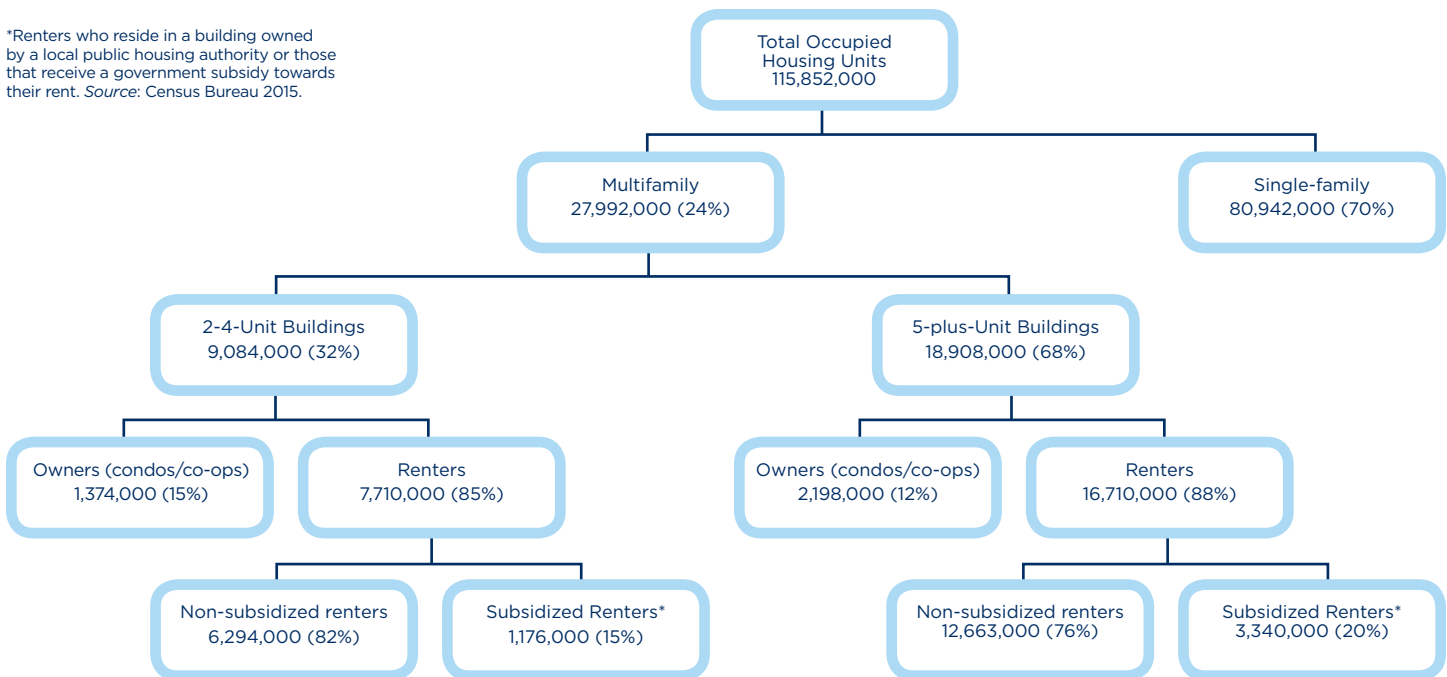 *Renters who reside in a building owned
by a local public housing authority or those
that receive a government subsidy towards
their rent. Source: Census Bureau 2015.
Total Occupied
Housing Units
115,852,000
Multifamily
27,992,000 (24%)
Single-family
80,942,000 (70%)
2-4-Unit Buildings
9,084,000 (32%)
5-plus-Unit Buildings
18,908,000 (68%)
Owners (condos/co-ops)
1,374,000 (15%)
Renters
7,710,000 (85%)
Owners (condos/co-ops)
2,198,000 (12%)
Renters
16,710,000 (88%)
Non-subsidized renters
6,294,000 (82%)
Subsidized Renters*
1,176,000 (15%)
Non-subsidized renters
12,663,000 (76%)
Subsidized Renters*
3,340,000 (20%)